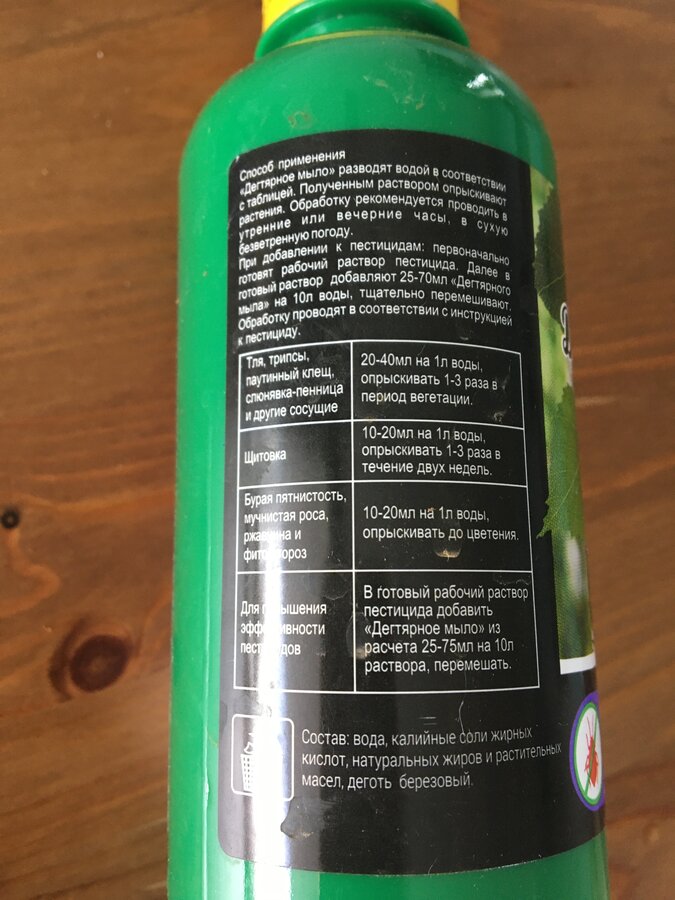 Способ применения
«Дегтярное мыло» разводят водой в соответствии
с таблицей. Полученным раствором опрыскивают
растения. Обработку рекомендуется проводить в
утренние или вечерние часы, в сухую
безветренную погоду.
При добавлении к пестицидам: первоначально
готовят рабочий раствор пестицида. Далее в
готовый раствор добавляют 25-70мл «Дегтярного
мыла» на 10л воды, тщательно перемешивают.
Обработку проводят в соответствии с инструкцией
к пестициду.
Тля, трипсы,
паутинный клещ,
слюнявка-пенница
и другие сосущие
20-40мл на 1л воды,
опрыскивать 1-3 раза в
период вегетации.
Щитовка
10-20мл на 1л воды,
опрыскивать 1-3 раза в
течение двух недель.
Бурая пятнистость,
мучнистая роса,
ржавчина и
фитофтороз
10-20мл на 1л воды,
опрыскивать до цветения.
Для повышения
эффективности
пестицидов
В готовый рабочий раствор
пестицида добавить
«Дегтярное мыло» из
расчета 25-75мл на 10л
раствора, перемешать.
Состав: вода, калийные соли жирных
кислот, натуральных жиров и растительных
масел, деготь березовый.